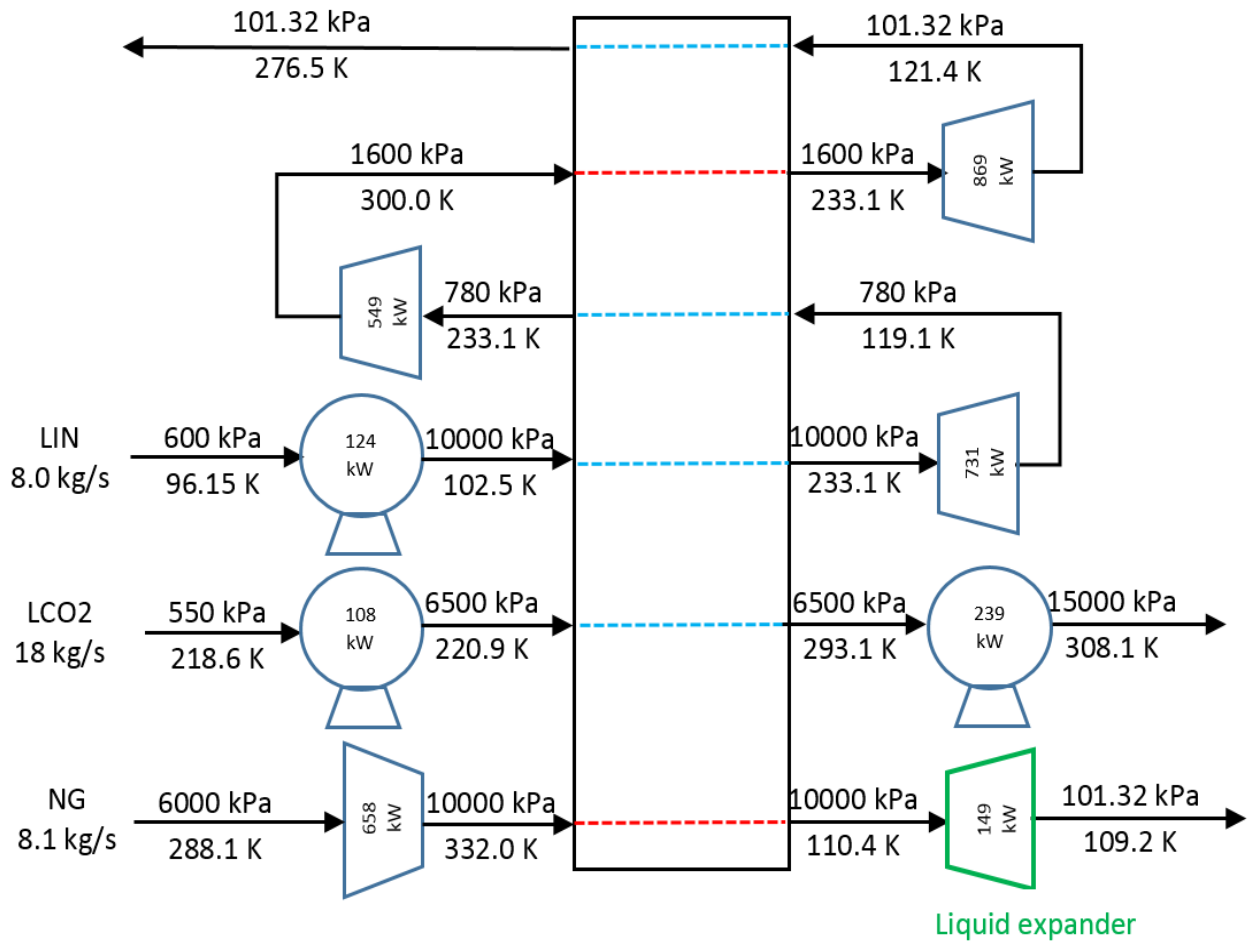 101.32 kPa
276.5 K
101.32 kPa
121.4 K
1600 kPa
300.0 K
1600 kPa
233.1 K
869
kW
780 kPa
233.1 K
549
kW
780 kPa
119.1 K
LIN
8.0 kg/s
600 kPa
96.15 K
124
kW
10000 kPa
102.5 K
10000 kPa
233.1 K
731
kW
LCO2
18 kg/s
550 kPa
218.6 K
108
kW
6500 kPa
220.9 K
6500 kPa
293.1 K
239
kW
15000 kPa
308.1 K
NG
8.1 kg/s
6000 kPa
288.1 K
658
kW
10000 kPa
332.0 K
10000 kPa
110.4 K
149
kW
101.32 kPa
109.2 K
Liquid expander